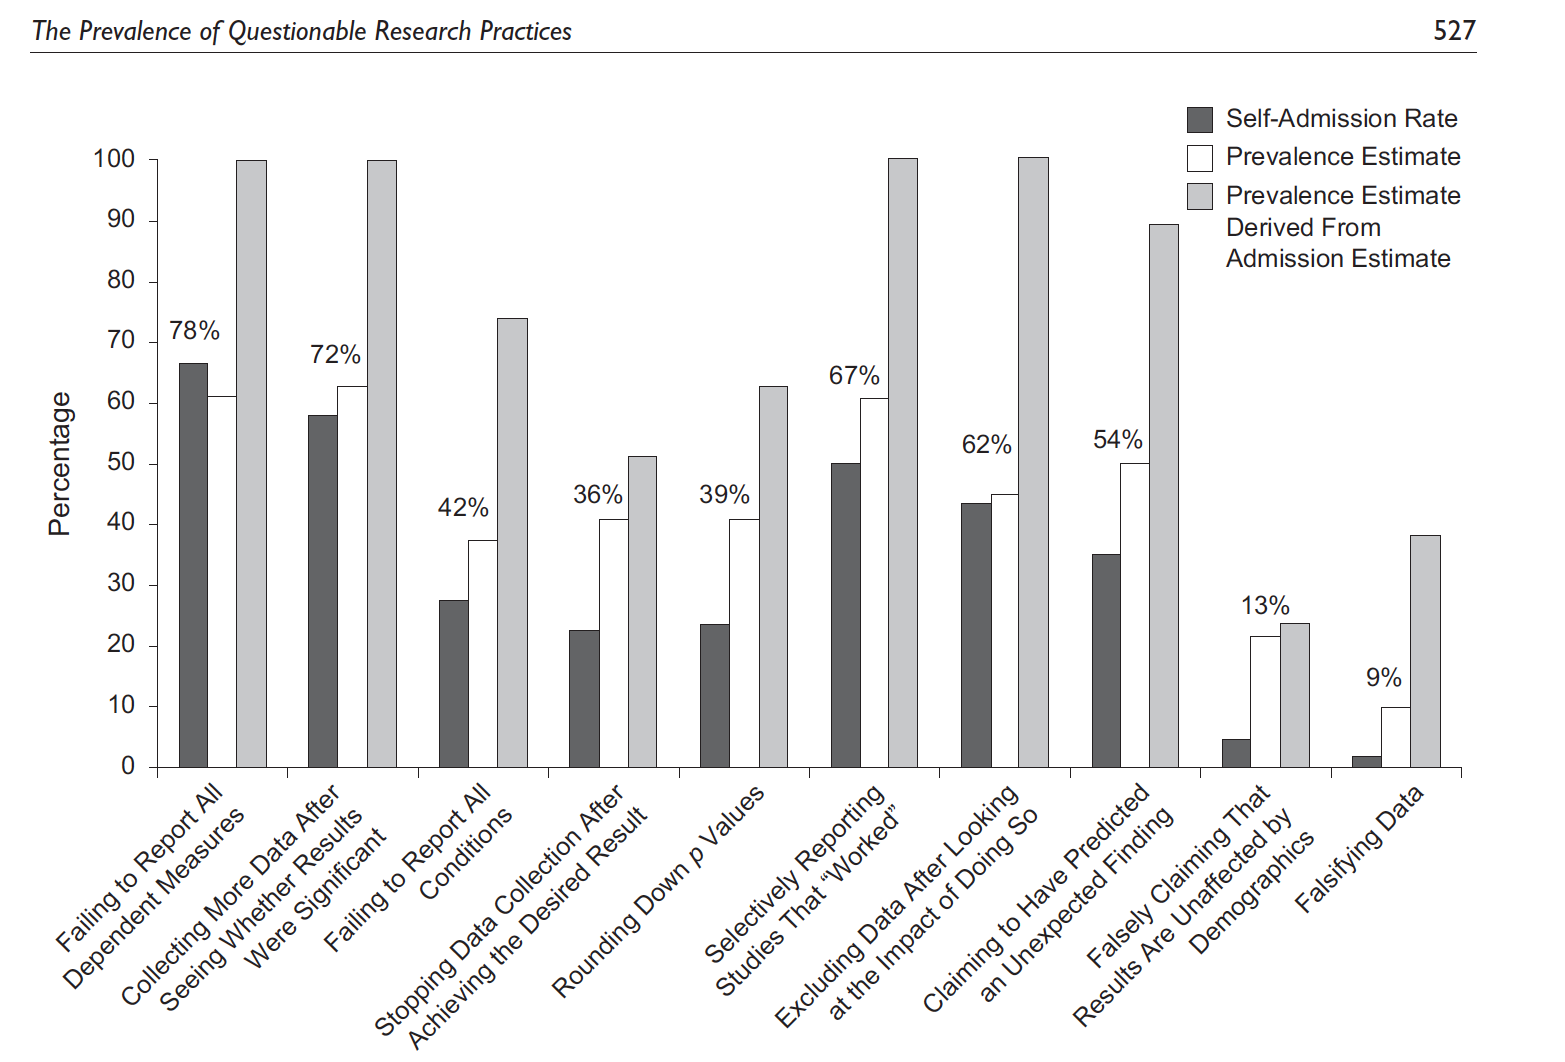 The Prevalence of Questionable Research Practices 527
Self-Admission Rate
Prevalence Estimate
Prevalence Estimate
Derived From
Admission Estimate
Percentage
100
90
80
70
60
50
40
30
20
10
0
78%
72%
42%
36%
39%
67%
62%
54%
13%
9%
Failing to Report All
Dependent Measures
Collecting More Data After
Seeing Whether Results
Were Significant
Failing to Report All
Conditions
Stopping Data Collection After
Achieving the Desired Result
Rounding Down p Values
Selectively Reporting
Studies That “Worked”
Excluding Data After Looking
at the Impact of Doing So
Claiming to Have Predicted
an Unexpected Finding
Falsely Claiming That
Results Are Unaffected by
Demographics
Falsifying Data